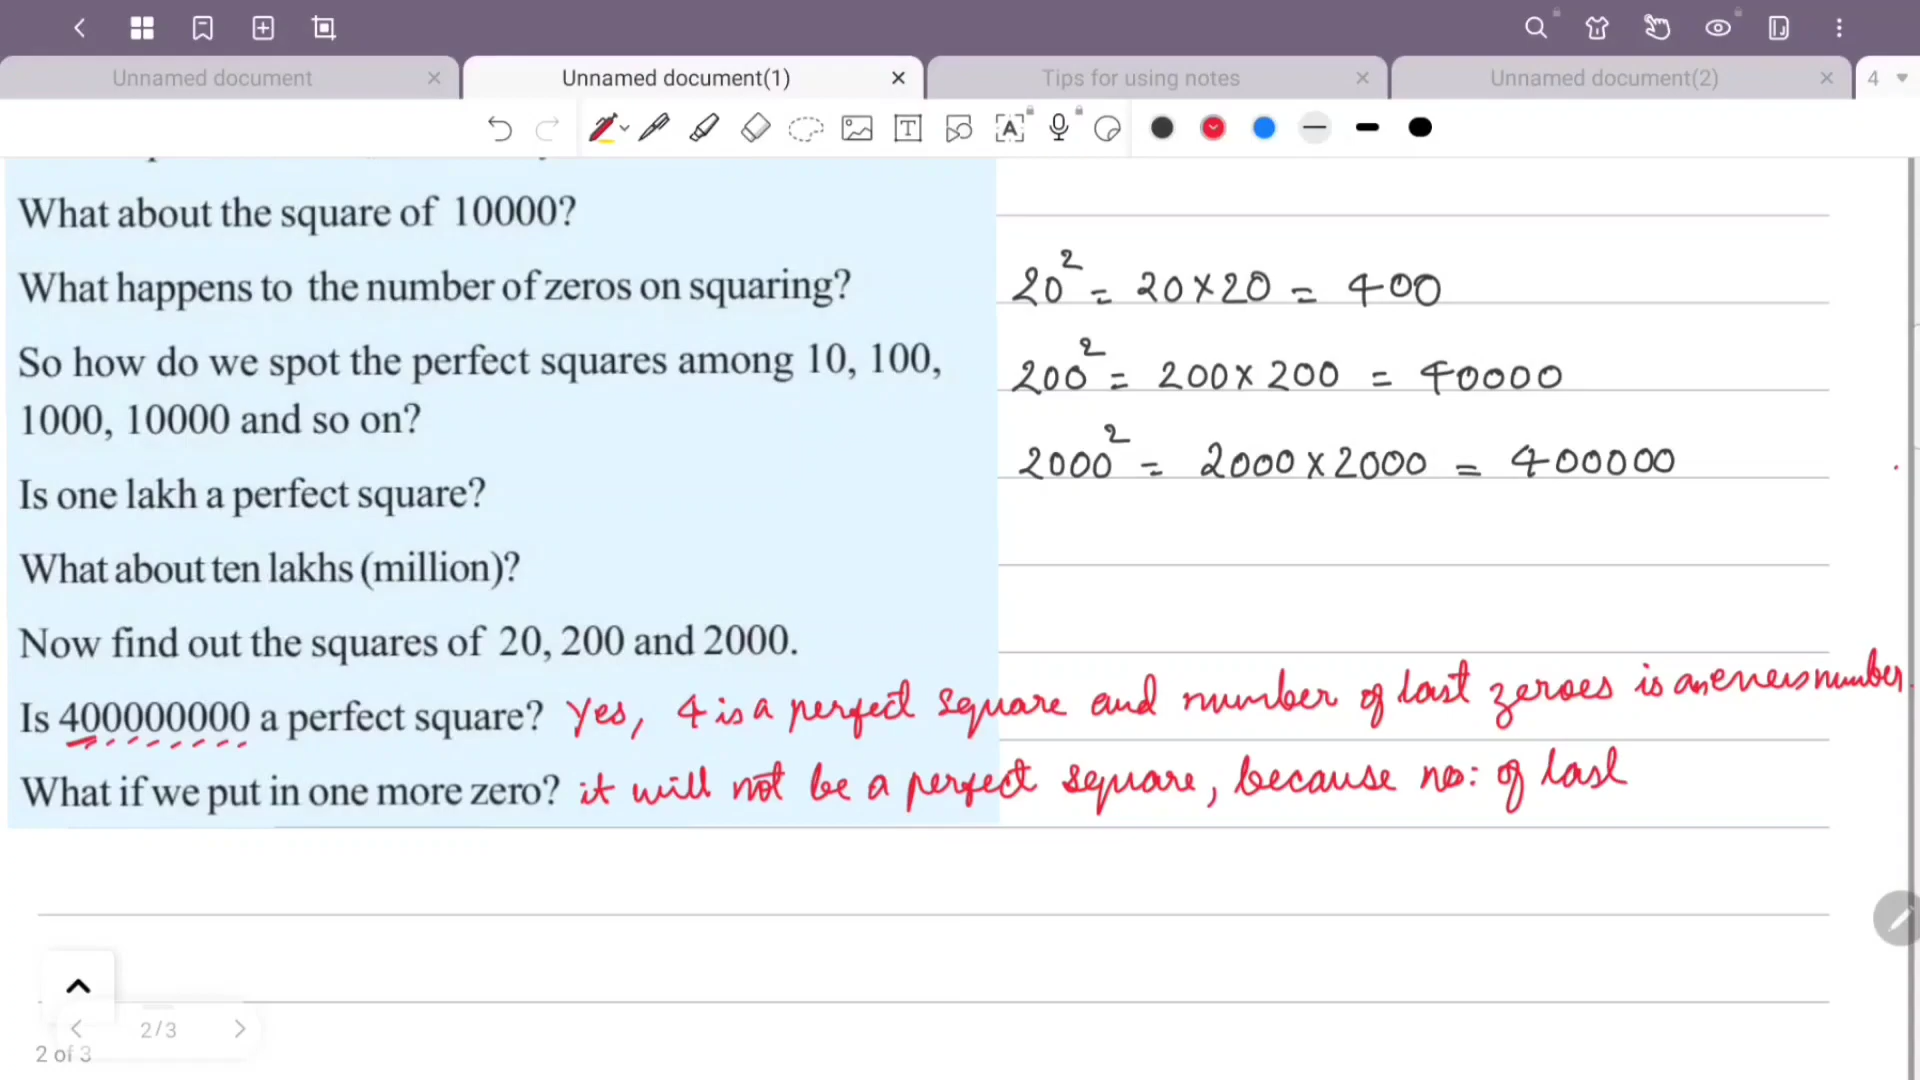 Unnamed document
Unnamed document(1)
Tips for using notes
Unnamed document(2)
4
What about the square of 10000?
What happens to the number of zeros on squaring?
So how do we spot the perfect squares among 10, 100,
1000, 10000 and so on?
Is one lakh a perfect square?
What about ten lakhs (million)?
Now find out the squares of 20, 200 and 2000.
Is 400000000 a perfect square? Yes, 4 is a perfect square and number of last zeroes is an even number.
What if we put in one more zero? it will not be a perfect square, because no: of last
20² = 20 × 20 = 400
200² = 200 × 200 = 40000
2000² = 2000 × 2000 = 400000
2/3
2 of 3